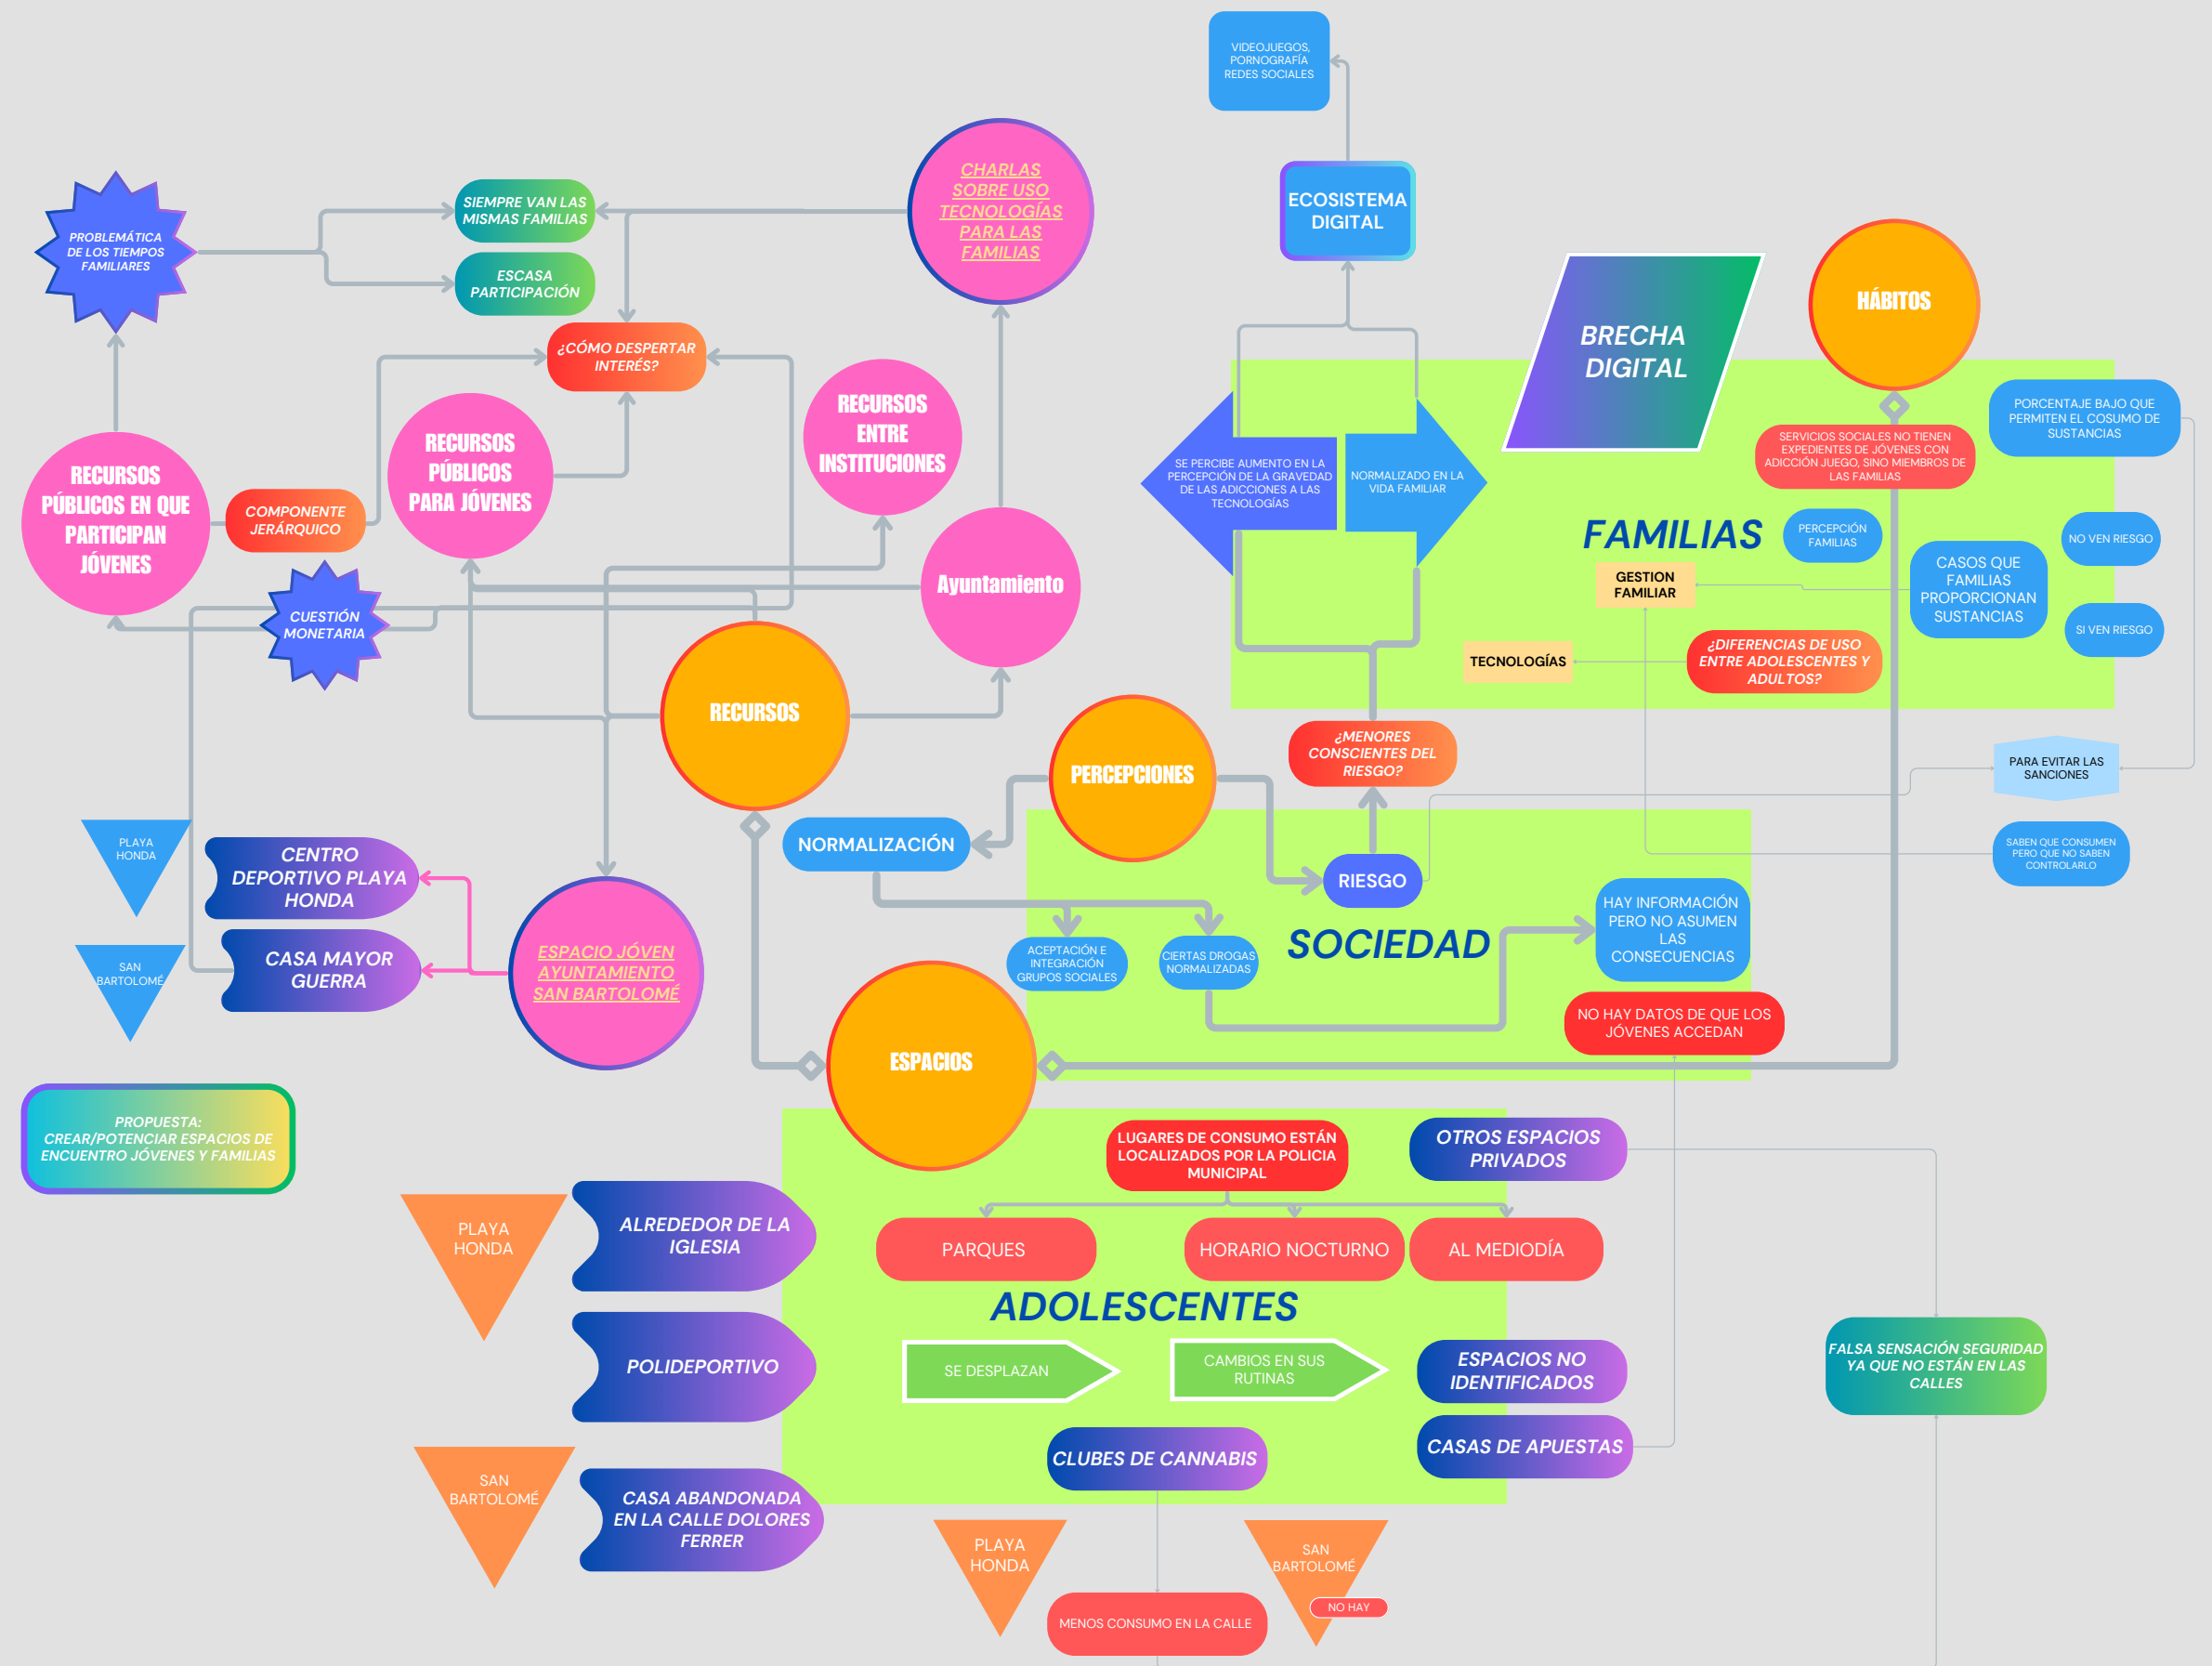 VIDEOJUEGOS,
PORNOGRAFÍA
REDES SOCIALES
ECOSISTEMA
DIGITAL
CHARLAS
SOBRE USO
TECNOLOGÍAS
PARA LAS
FAMILIAS
SIEMPRE VAN LAS
MISMAS FAMILIAS
PROBLEMÁTICA
DE LOS TIEMPOS
FAMILIARES
ESCASA
PARTICIPACIÓN
¿CÓMO DESPERTAR
INTERÉS?
BRECHA
DIGITAL
HÁBITOS
RECURSOS
ENTRE
INSTITUCIONES
RECURSOS
PÚBLICOS
PARA JÓVENES
RECURSOS
PÚBLICOS EN QUE
PARTICIPAN
JÓVENES
COMPONENTE
JERÁRQUICO
CUESTIÓN
MONETARIA
Ayuntamiento
SE PERCIBE AUMENTO EN LA
PERCEPCIÓN DE LA GRAVEDAD
DE LAS ADICCIONES A LAS
TECNOLOGÍAS
NORMALIZADO EN LA
VIDA FAMILIAR
PORCENTAJE BAJO QUE
PERMITEN EL COSUMO DE
SUSTANCIAS
SERVICIOS SOCIALES NO TIENEN
EXPEDIENTES DE JÓVENES CON
ADICCIÓN JUEGO, SINO MIEMBROS DE
LAS FAMILIAS
FAMILIAS
PERCEPCIÓN
FAMILIAS
NO VEN RIESGO
CASOS QUE
FAMILIAS
PROPORCIONAN
SUSTANCIAS
GESTION
FAMILIAR
SI VEN RIESGO
TECNOLOGÍAS
¿DIFERENCIAS DE USO
ENTRE ADOLESCENTES Y
ADULTOS?
RECURSOS
PERCEPCIONES
¿MENORES
CONSCIENTES DEL
RIESGO?
PARA EVITAR LAS
SANCIONES
NORMALIZACIÓN
RIESGO
SABEN QUE CONSUMEN
PERO QUE NO SABEN
CONTROLARLO
PLAYA
HONDA
CENTRO
DEPORTIVO PLAYA
HONDA
SAN
BARTOLOMÉ
CASA MAYOR
GUERRA
ESPACIO JÓVEN
AYUNTAMIENTO
SAN BARTOLOMÉ
ACEPTACIÓN E
INTEGRACIÓN
GRUPOS SOCIALES
CIERTAS DROGAS
NORMALIZADAS
SOCIEDAD
HAY INFORMACIÓN
PERO NO ASUMEN
LAS
CONSECUENCIAS
NO HAY DATOS DE QUE LOS
JÓVENES ACCEDAN
ESPACIOS
PROPUESTA:
CREAR/POTENCIAR ESPACIOS DE
ENCUENTRO JÓVENES Y FAMILIAS
LUGARES DE CONSUMO ESTÁN
LOCALIZADOS POR LA POLICIA
MUNICIPAL
OTROS ESPACIOS
PRIVADOS
PLAYA
HONDA
ALREDEDOR DE LA
IGLESIA
PARQUES
HORARIO NOCTURNO
AL MEDIODÍA
ADOLESCENTES
POLIDEPORTIVO
SE DESPLAZAN
CAMBIOS EN SUS
RUTINAS
ESPACIOS NO
IDENTIFICADOS
FALSA SENSACIÓN SEGURIDAD
YA QUE NO ESTÁN EN LAS
CALLES
CLUBES DE CANNABIS
CASAS DE APUESTAS
SAN
BARTOLOMÉ
CASA ABANDONADA
EN LA CALLE DOLORES
FERRER
PLAYA
HONDA
SAN
BARTOLOMÉ
NO HAY
MENOS CONSUMO EN LA CALLE